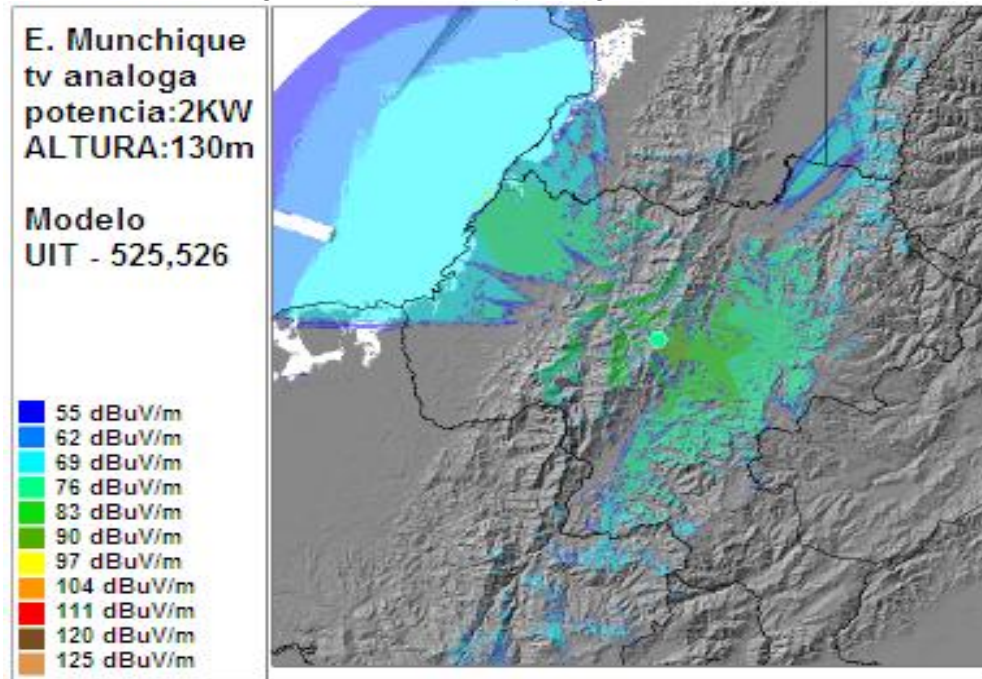 E. Munchique
tv analoga
potencia:2KW
ALTURA:130m
Modelo
UIT - 525,526
55 dBuV/m
62 dBuV/m
69 dBuV/m
76 dBuV/m
83 dBuV/m
90 dBuV/m
97 dBuV/m
104 dBuV/m
111 dBuV/m
120 dBuV/m
125 dBuV/m